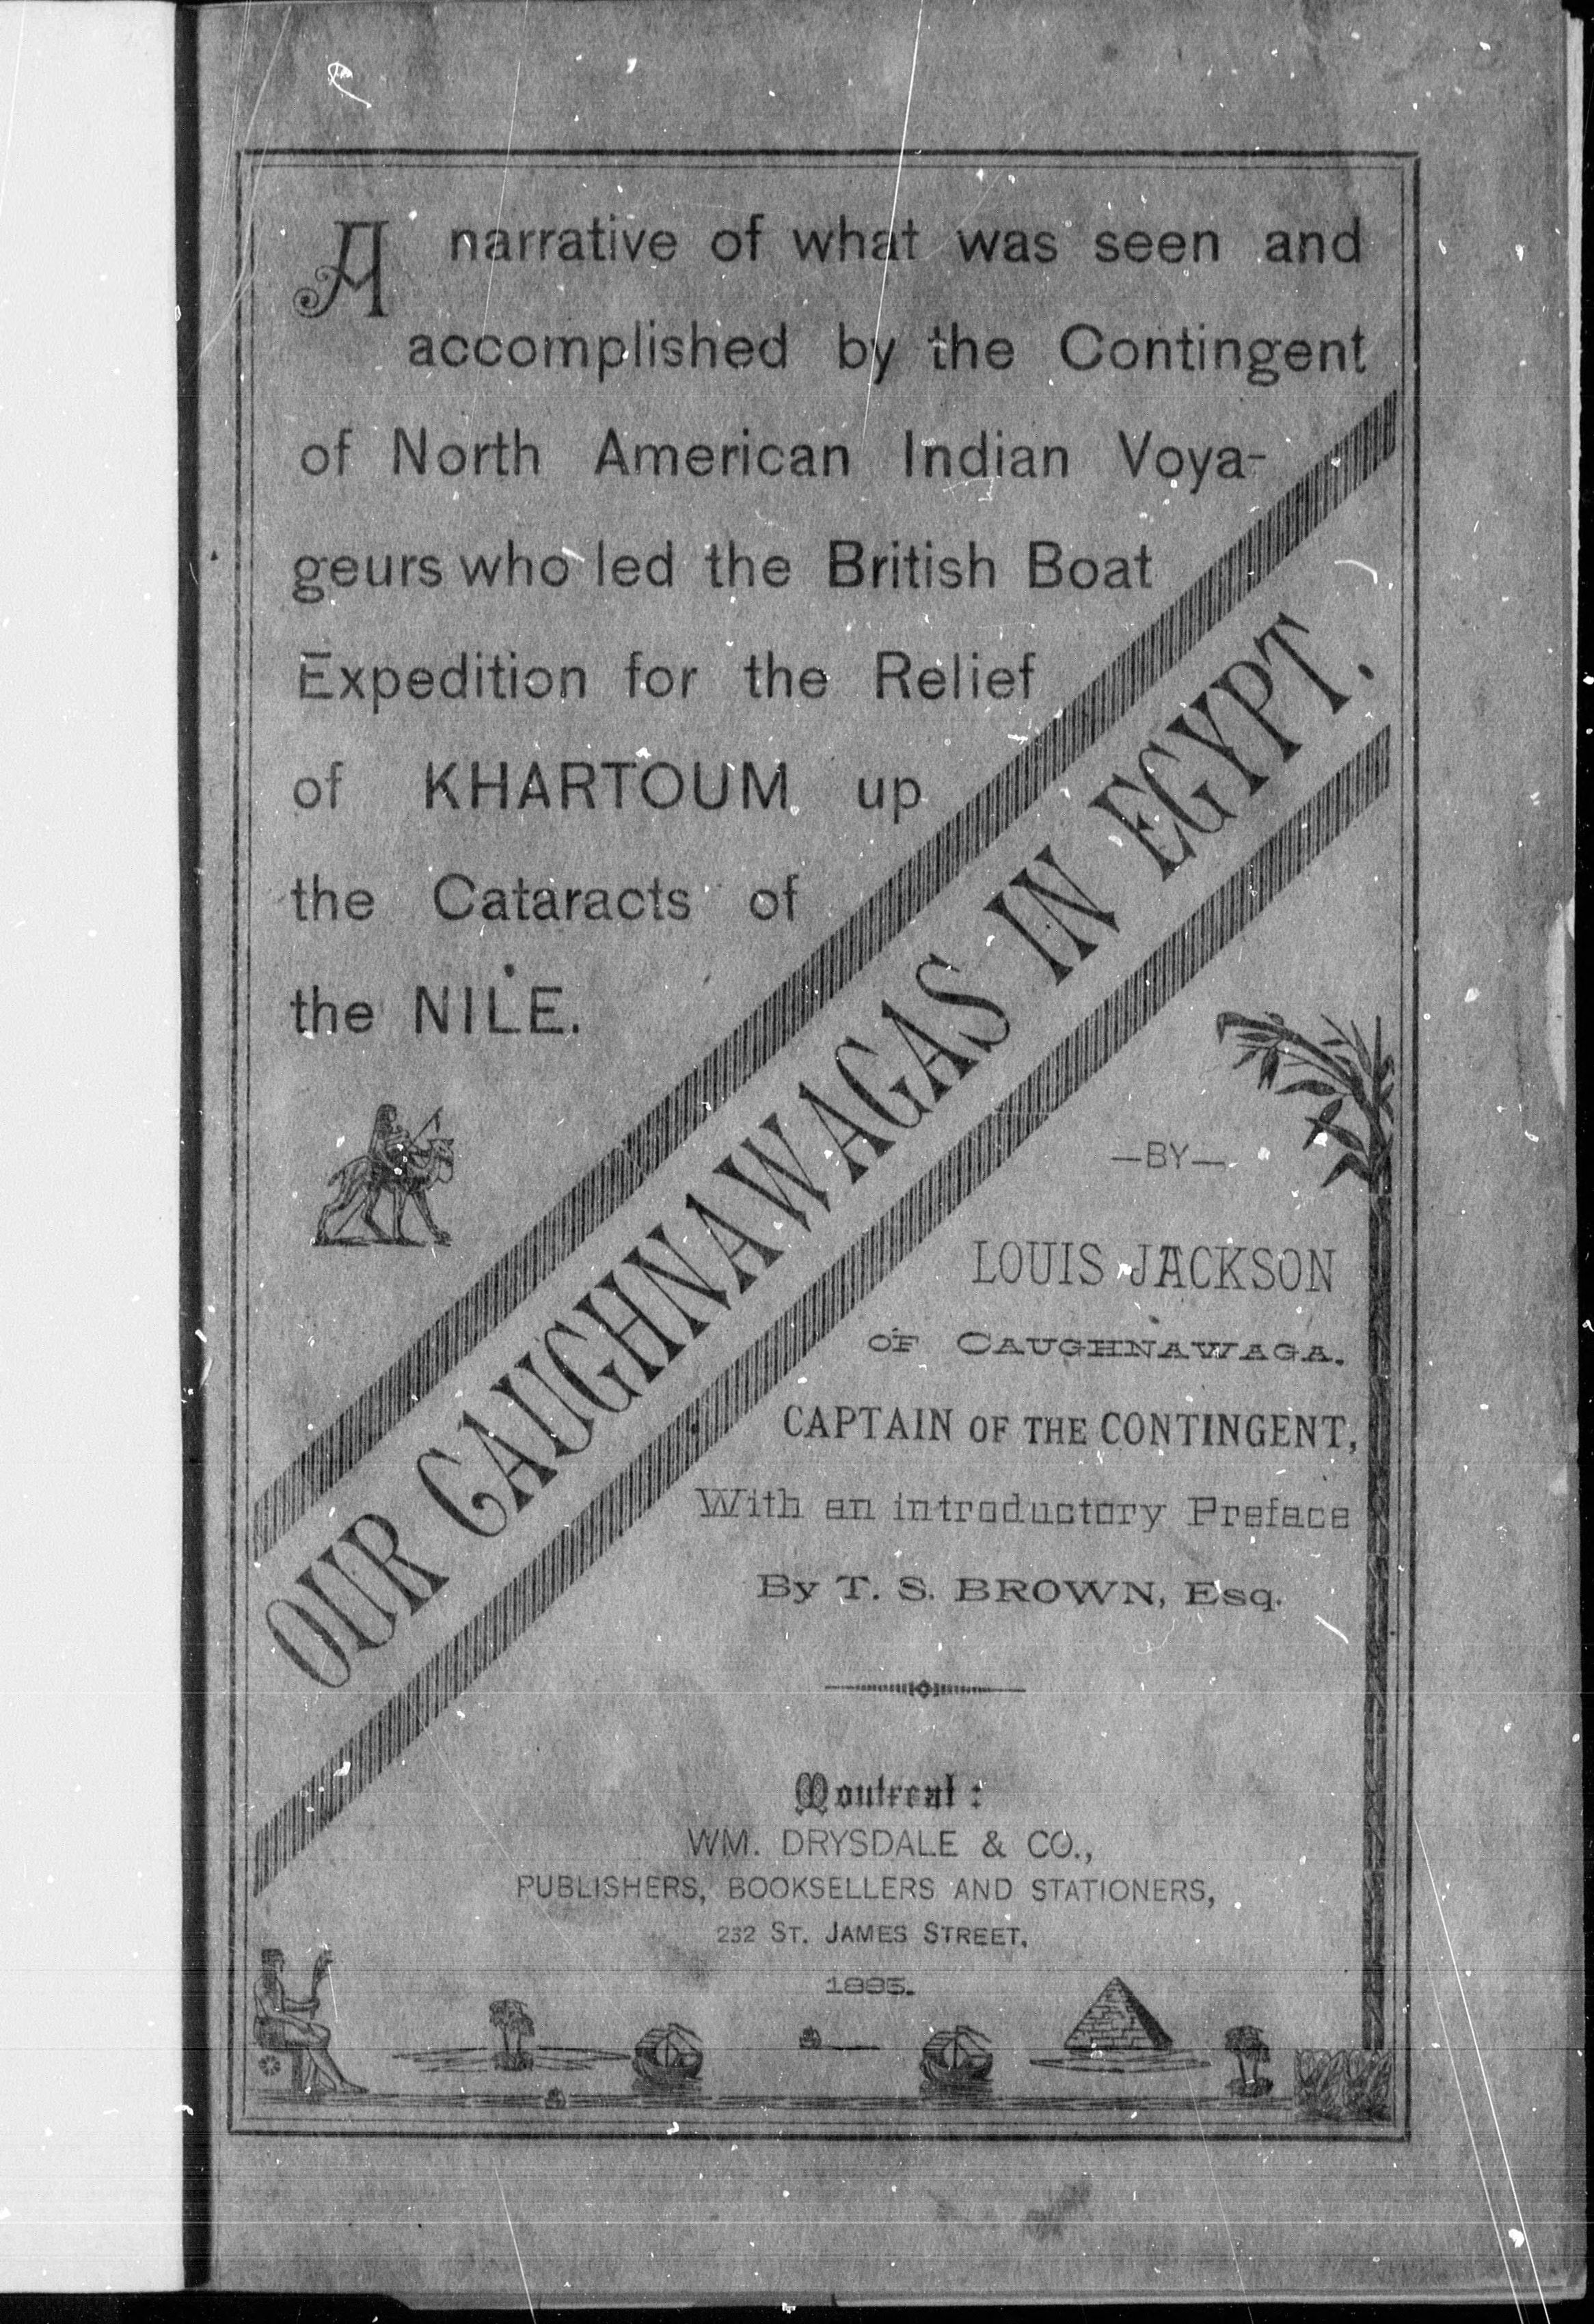 A narrative of what was seen and
accomplished by the Contingent
of North American Indian Voya-
geurs who led the British Boat
Expedition for the Relief
of KHARTOUM up
the Cataracts of
the NILE.
OUR CAUGHNAWAGAS IN EGYPT.
—BY—
LOUIS JACKSON
OF CAUGHNAWAGA,
CAPTAIN OF THE CONTINGENT,
With an introductory Preface
By T. S. BROWN, Esq.
Montreal:
WM. DRYSDALE & CO.,
PUBLISHERS, BOOKSELLERS AND STATIONERS,
232 ST. JAMES STREET,
1885.